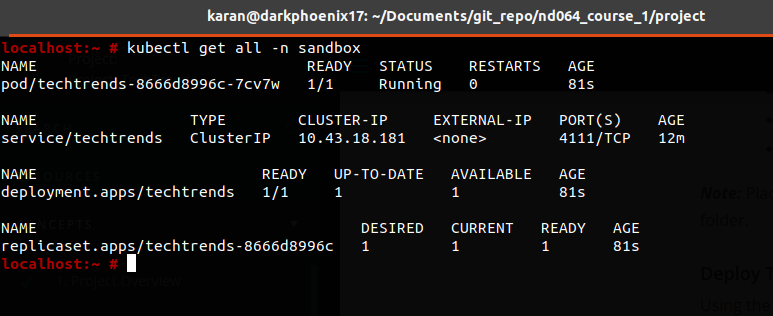 karan@darkphoenix17: ~/Documents/git_repo/nd064_course_1/project
localhost:~ # kubectl get all -n sandbox
NAME READY STATUS RESTARTS AGE
pod/techtrends-8666d8996c-7cv7w 1/1 Running 0 81s
NAME TYPE CLUSTER-IP EXTERNAL-IP PORT(S) AGE
service/techtrends ClusterIP 10.43.18.181 <none> 4111/TCP 12m
NAME READY UP-TO-DATE AVAILABLE AGE
deployment.apps/techtrends 1/1 1 1 81s
Note: Pla
folder.
NAME DESIRED CURRENT READY AGE
replicaset.apps/techtrends-8666d8996c 1 1 1 81s
localhost:~ #
Deploy T
Project Overview
Using the